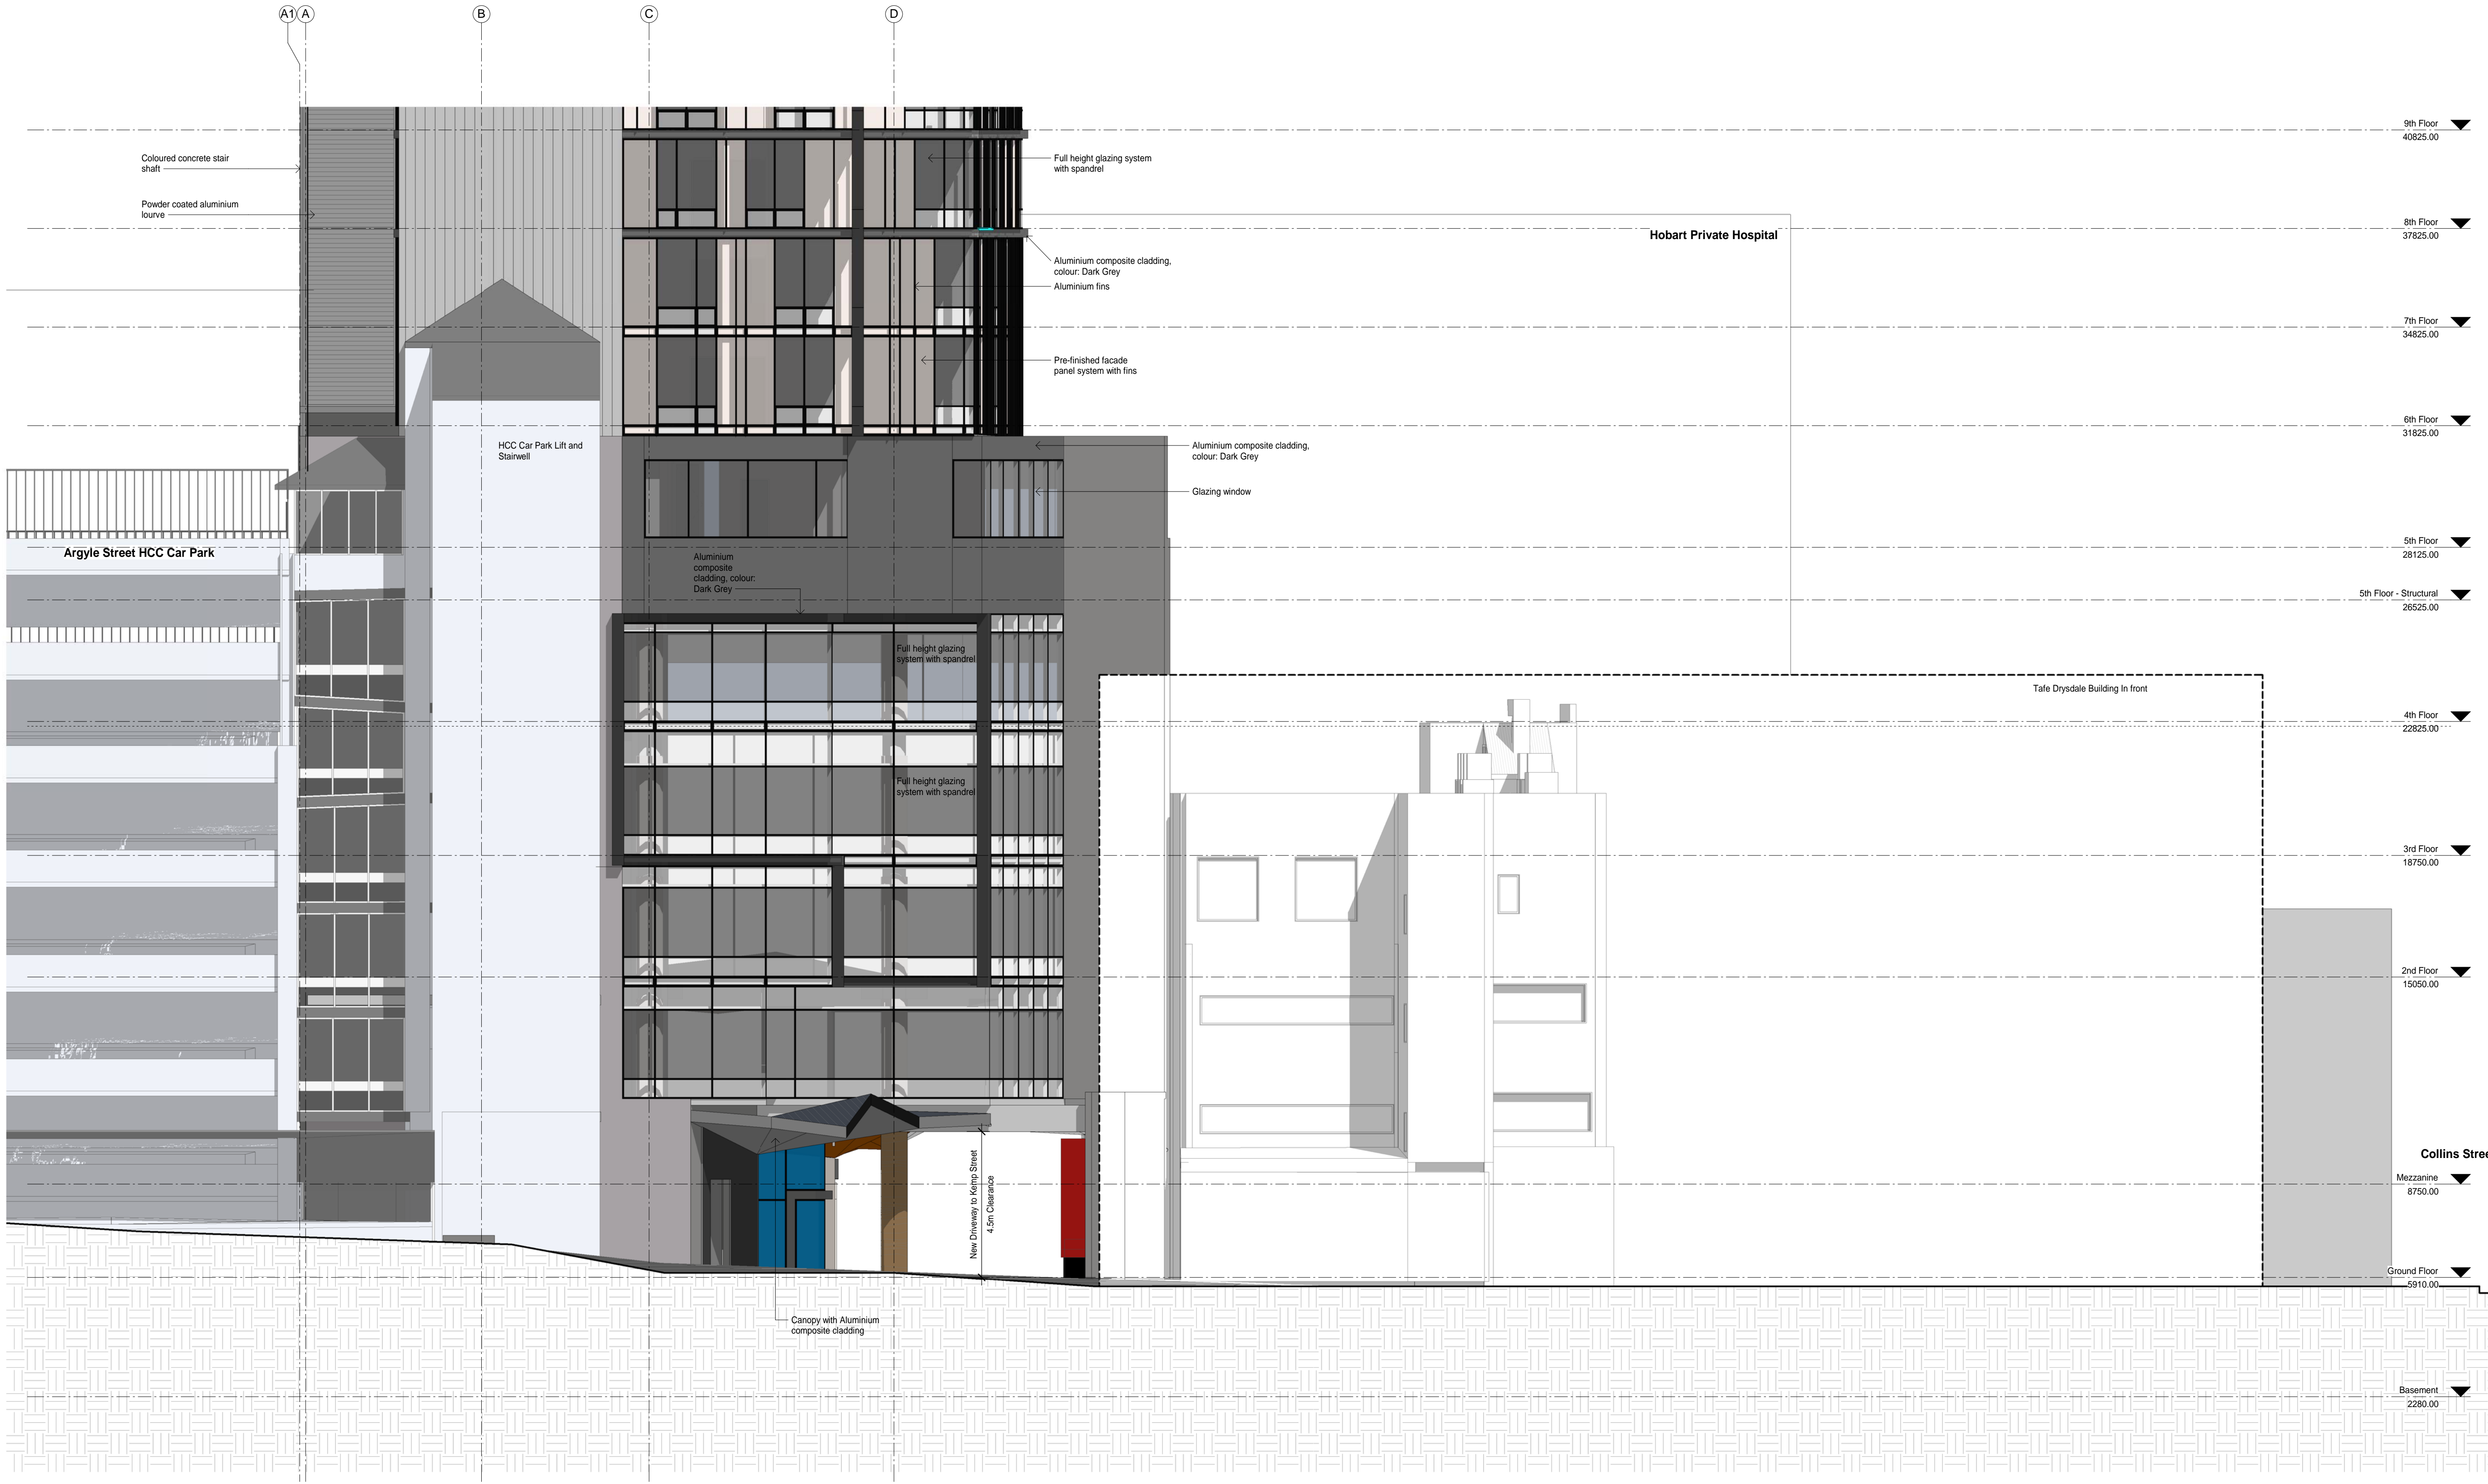 A1 A B C D
9th Floor
40825.00
Coloured concrete stair
shaft
Full height glazing system
with spandrel
Powder coated aluminium
lourve
8th Floor
37825.00
Hobart Private Hospital
Aluminium composite cladding,
colour: Dark Grey
Aluminium fins
7th Floor
34825.00
Pre-finished facade
panel system with fins
6th Floor
31825.00
HCC Car Park Lift and
Stairwell
Aluminium composite cladding,
colour: Dark Grey
Glazing window
Argyle Street HCC Car Park
5th Floor
28125.00
Aluminium
composite
cladding, colour:
Dark Grey
5th Floor - Structural
26525.00
Full height glazing
system with spandrel
Tafe Drysdale Building In front
4th Floor
22825.00
Full height glazing
system with spandrel
3rd Floor
18750.00
2nd Floor
15050.00
Collins Stree
New Driveway to Kemp Street
4.5m Clearance
Mezzanine
8750.00
Ground Floor
5910.00
Canopy with Aluminium
composite cladding
Basement
2280.00